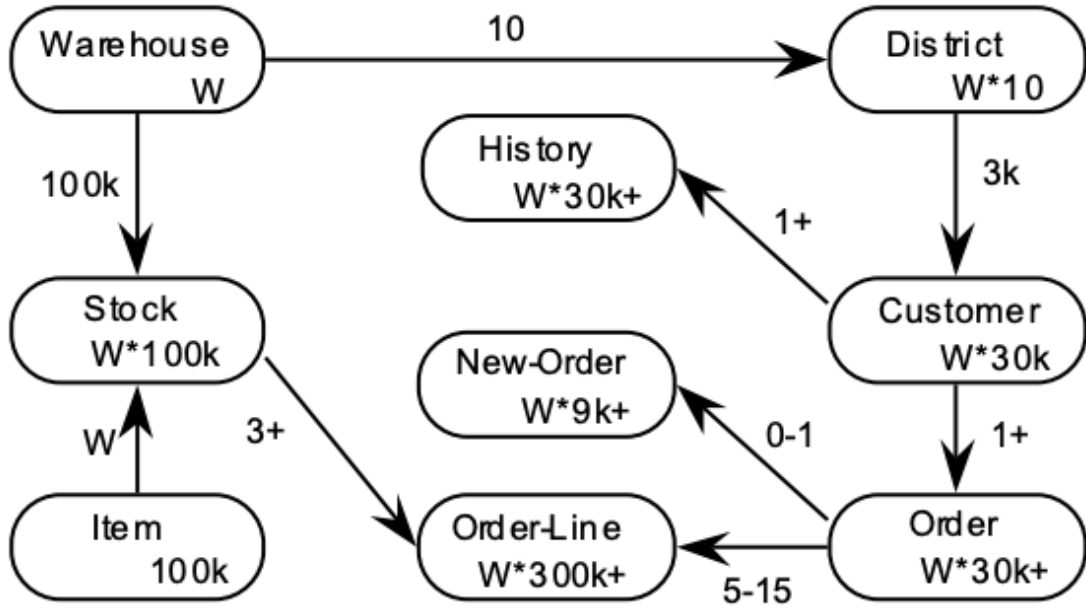 Warehouse
W
10
District
W*10
History
W*30k+
100k
3k
1+
Stock
W*100k
Customer
W*30k
New-Order
W*9k+
W
3+
0-1
1+
Item
100k
Order-Line
W*300k+
5-15
Order
W*30k+